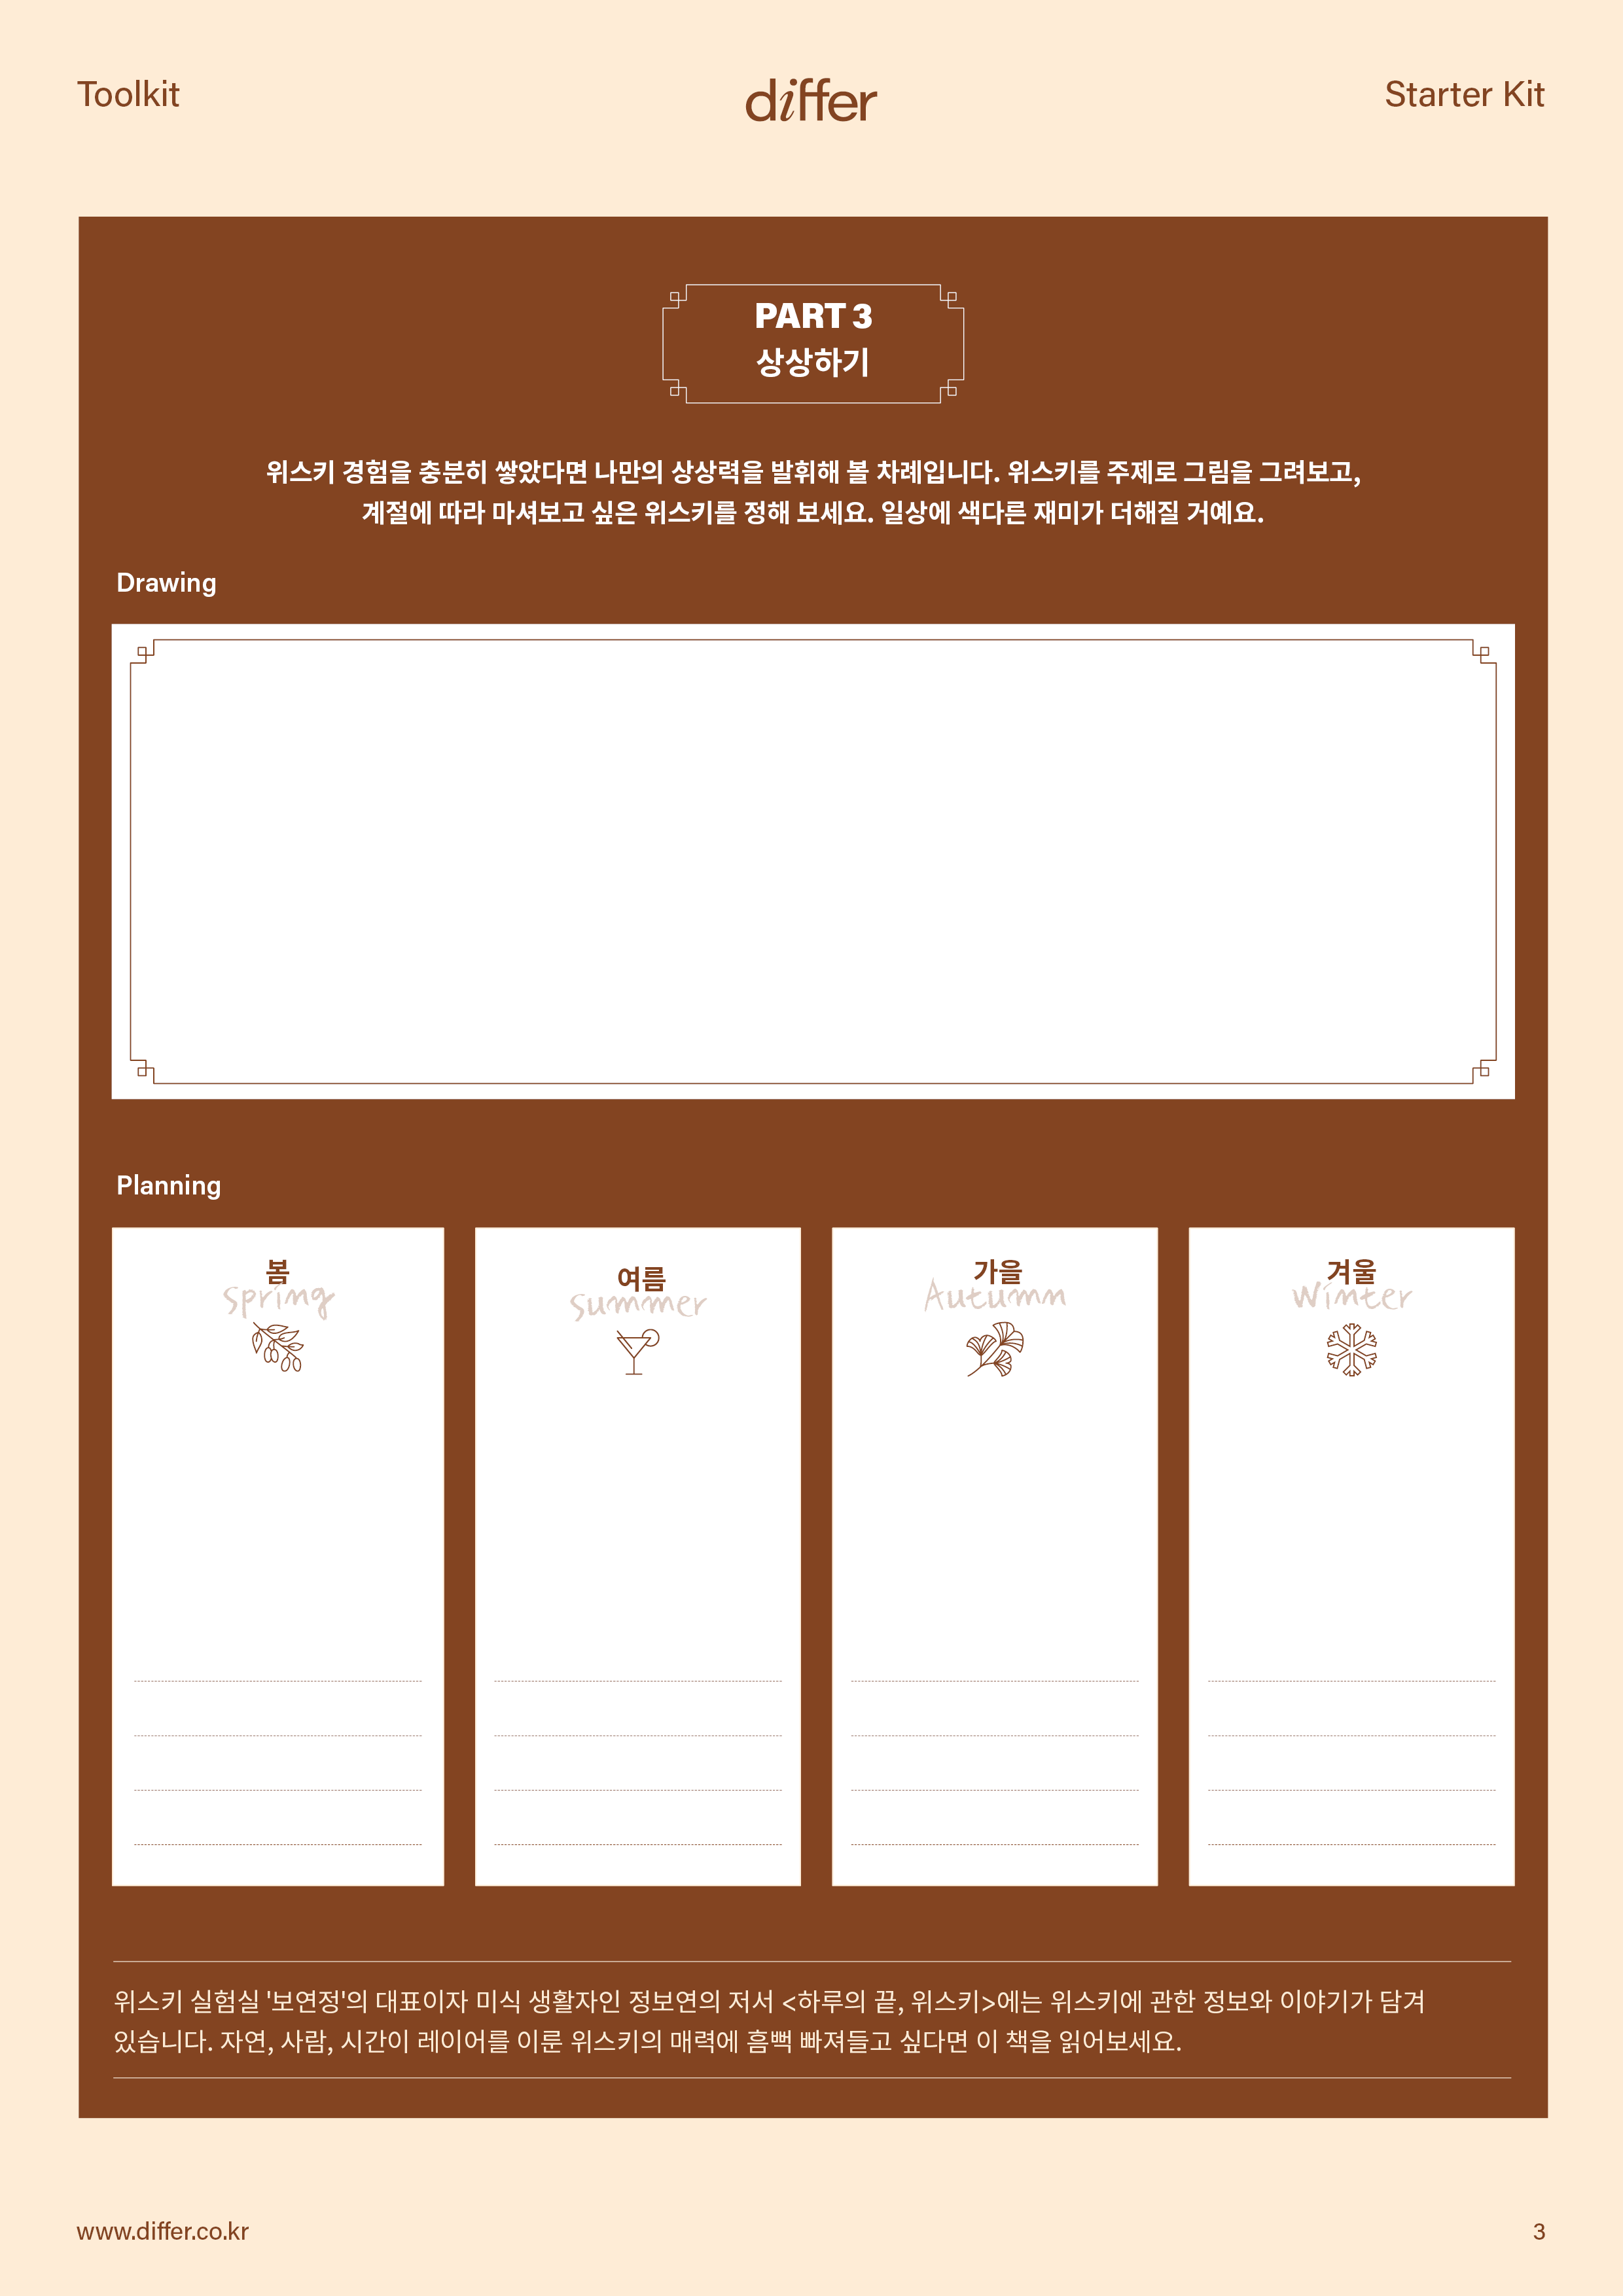 Toolkit
differ
Starter Kit
PART 3
상상하기
위스키 경험을 충분히 쌓았다면 나만의 상상력을 발휘해 볼 차례입니다. 위스키를 주제로 그림을 그려보고,
계절에 따라 마셔보고 싶은 위스키를 정해 보세요. 일상에 색다른 재미가 더해질 거예요.
Drawing
Planning
봄
spring
여름
summer
가을
Autumn
겨울
Winter
위스키 실험실 '보연정'의 대표이자 미식 생활자인 정보연의 저서 <하루의 끝, 위스키>에는 위스키에 관한 정보와 이야기가 담겨
있습니다. 자연, 사람, 시간이 레이어를 이룬 위스키의 매력에 흠뻑 빠져들고 싶다면 이 책을 읽어보세요.
www.differ.co.kr
3